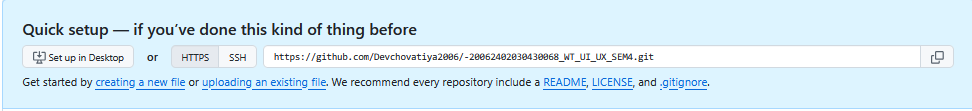 Quick setup — if you've done this kind of thing before
Set up in Desktop or HTTPS SSH https://github.com/Devchovatiya2006/-20062402030430068_WT_UI_UX_SEM4.git
Get started by creating a new file or uploading an existing file. We recommend every repository include a README, LICENSE, and .gitignore.